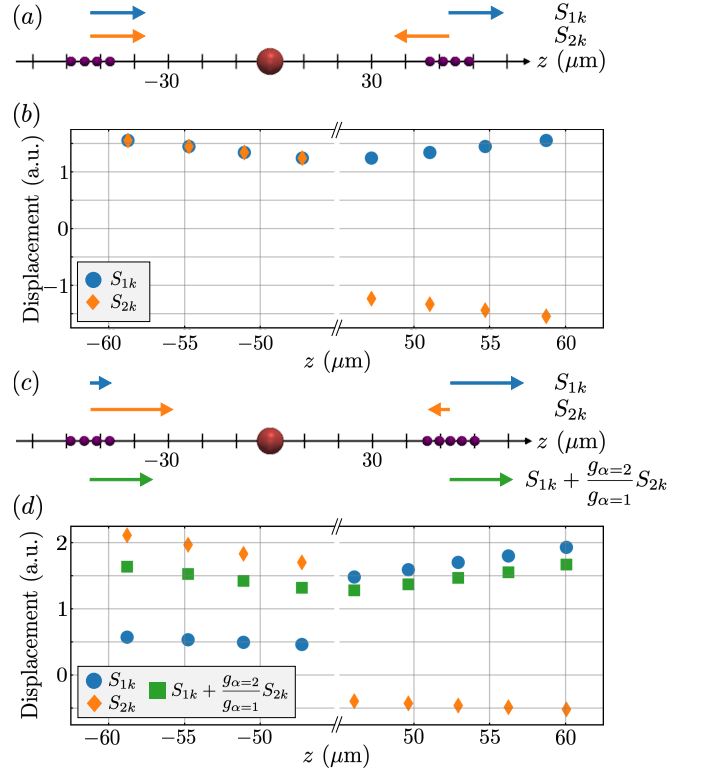 (a)
S1k
S2k
−30
30
z (μm)
(b)
Displacement (a.u.)
1
0
−1
S1k
S2k
−60
−55
−50
50
55
60
z (μm)
(c)
S1k
S2k
−30
30
z (μm)
S1k + gα=2/gα=1 S2k
(d)
Displacement (a.u.)
2
1
0
S1k
S2k
S1k + gα=2/gα=1 S2k
−60
−55
−50
50
55
60
z (μm)